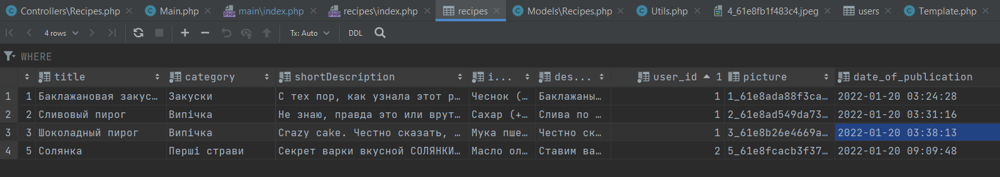 Controllers\Recipes.php Main.php main\index.php recipes\index.php recipes Models\Recipes.php Utils.php 4_61e8fb1f483c4.jpeg users Template.php
4 rows Tx: Auto DDL
WHERE
title category shortDescription i... des... user_id 1 picture date_of_publication
1 1 Баклажановая закус… Закуски С тех пор, как узнала этот р… Чеснок (… Баклажаны… 1 1_61e8ada88f3ca… 2022-01-20 03:24:28
2 2 Сливовый пирог Випічка Не знаю, правда это или врут… Сахар (+… Слива по … 1 2_61e8ad549da73… 2022-01-20 03:31:16
3 3 Шоколадный пирог Випічка Crazy cake. Честно сказать, … Мука пше… Честно ск… 1 3_61e8b26e4669a… 2022-01-20 03:38:13
4 5 Солянка Перші страви Секрет варки вкусной СОЛЯНКИ… Масло ол… Ставим ва… 2 5_61e8fcacb3f37… 2022-01-20 09:09:48